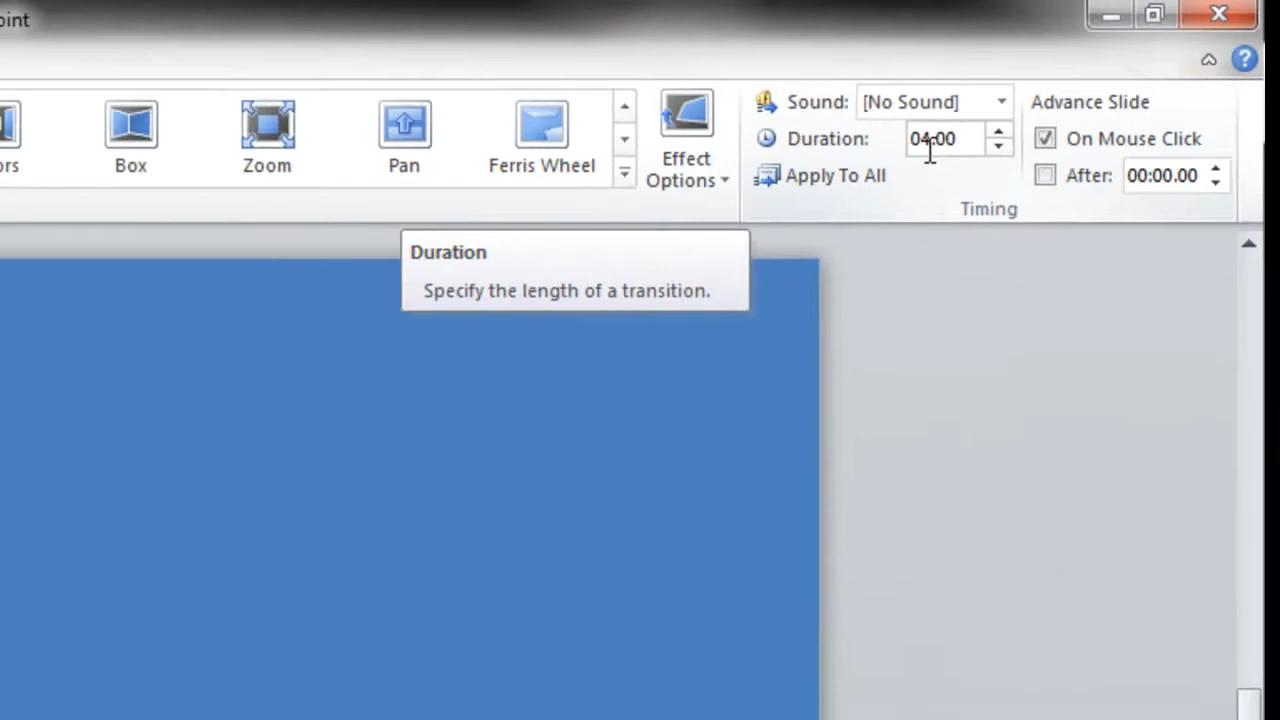 oint
?
Sound: [No Sound] Advance Slide
Duration: 04:00 On Mouse Click
ors Box Zoom Pan Ferris Wheel Effect Options Apply To All After: 00:00.00
Timing
Duration
Specify the length of a transition.